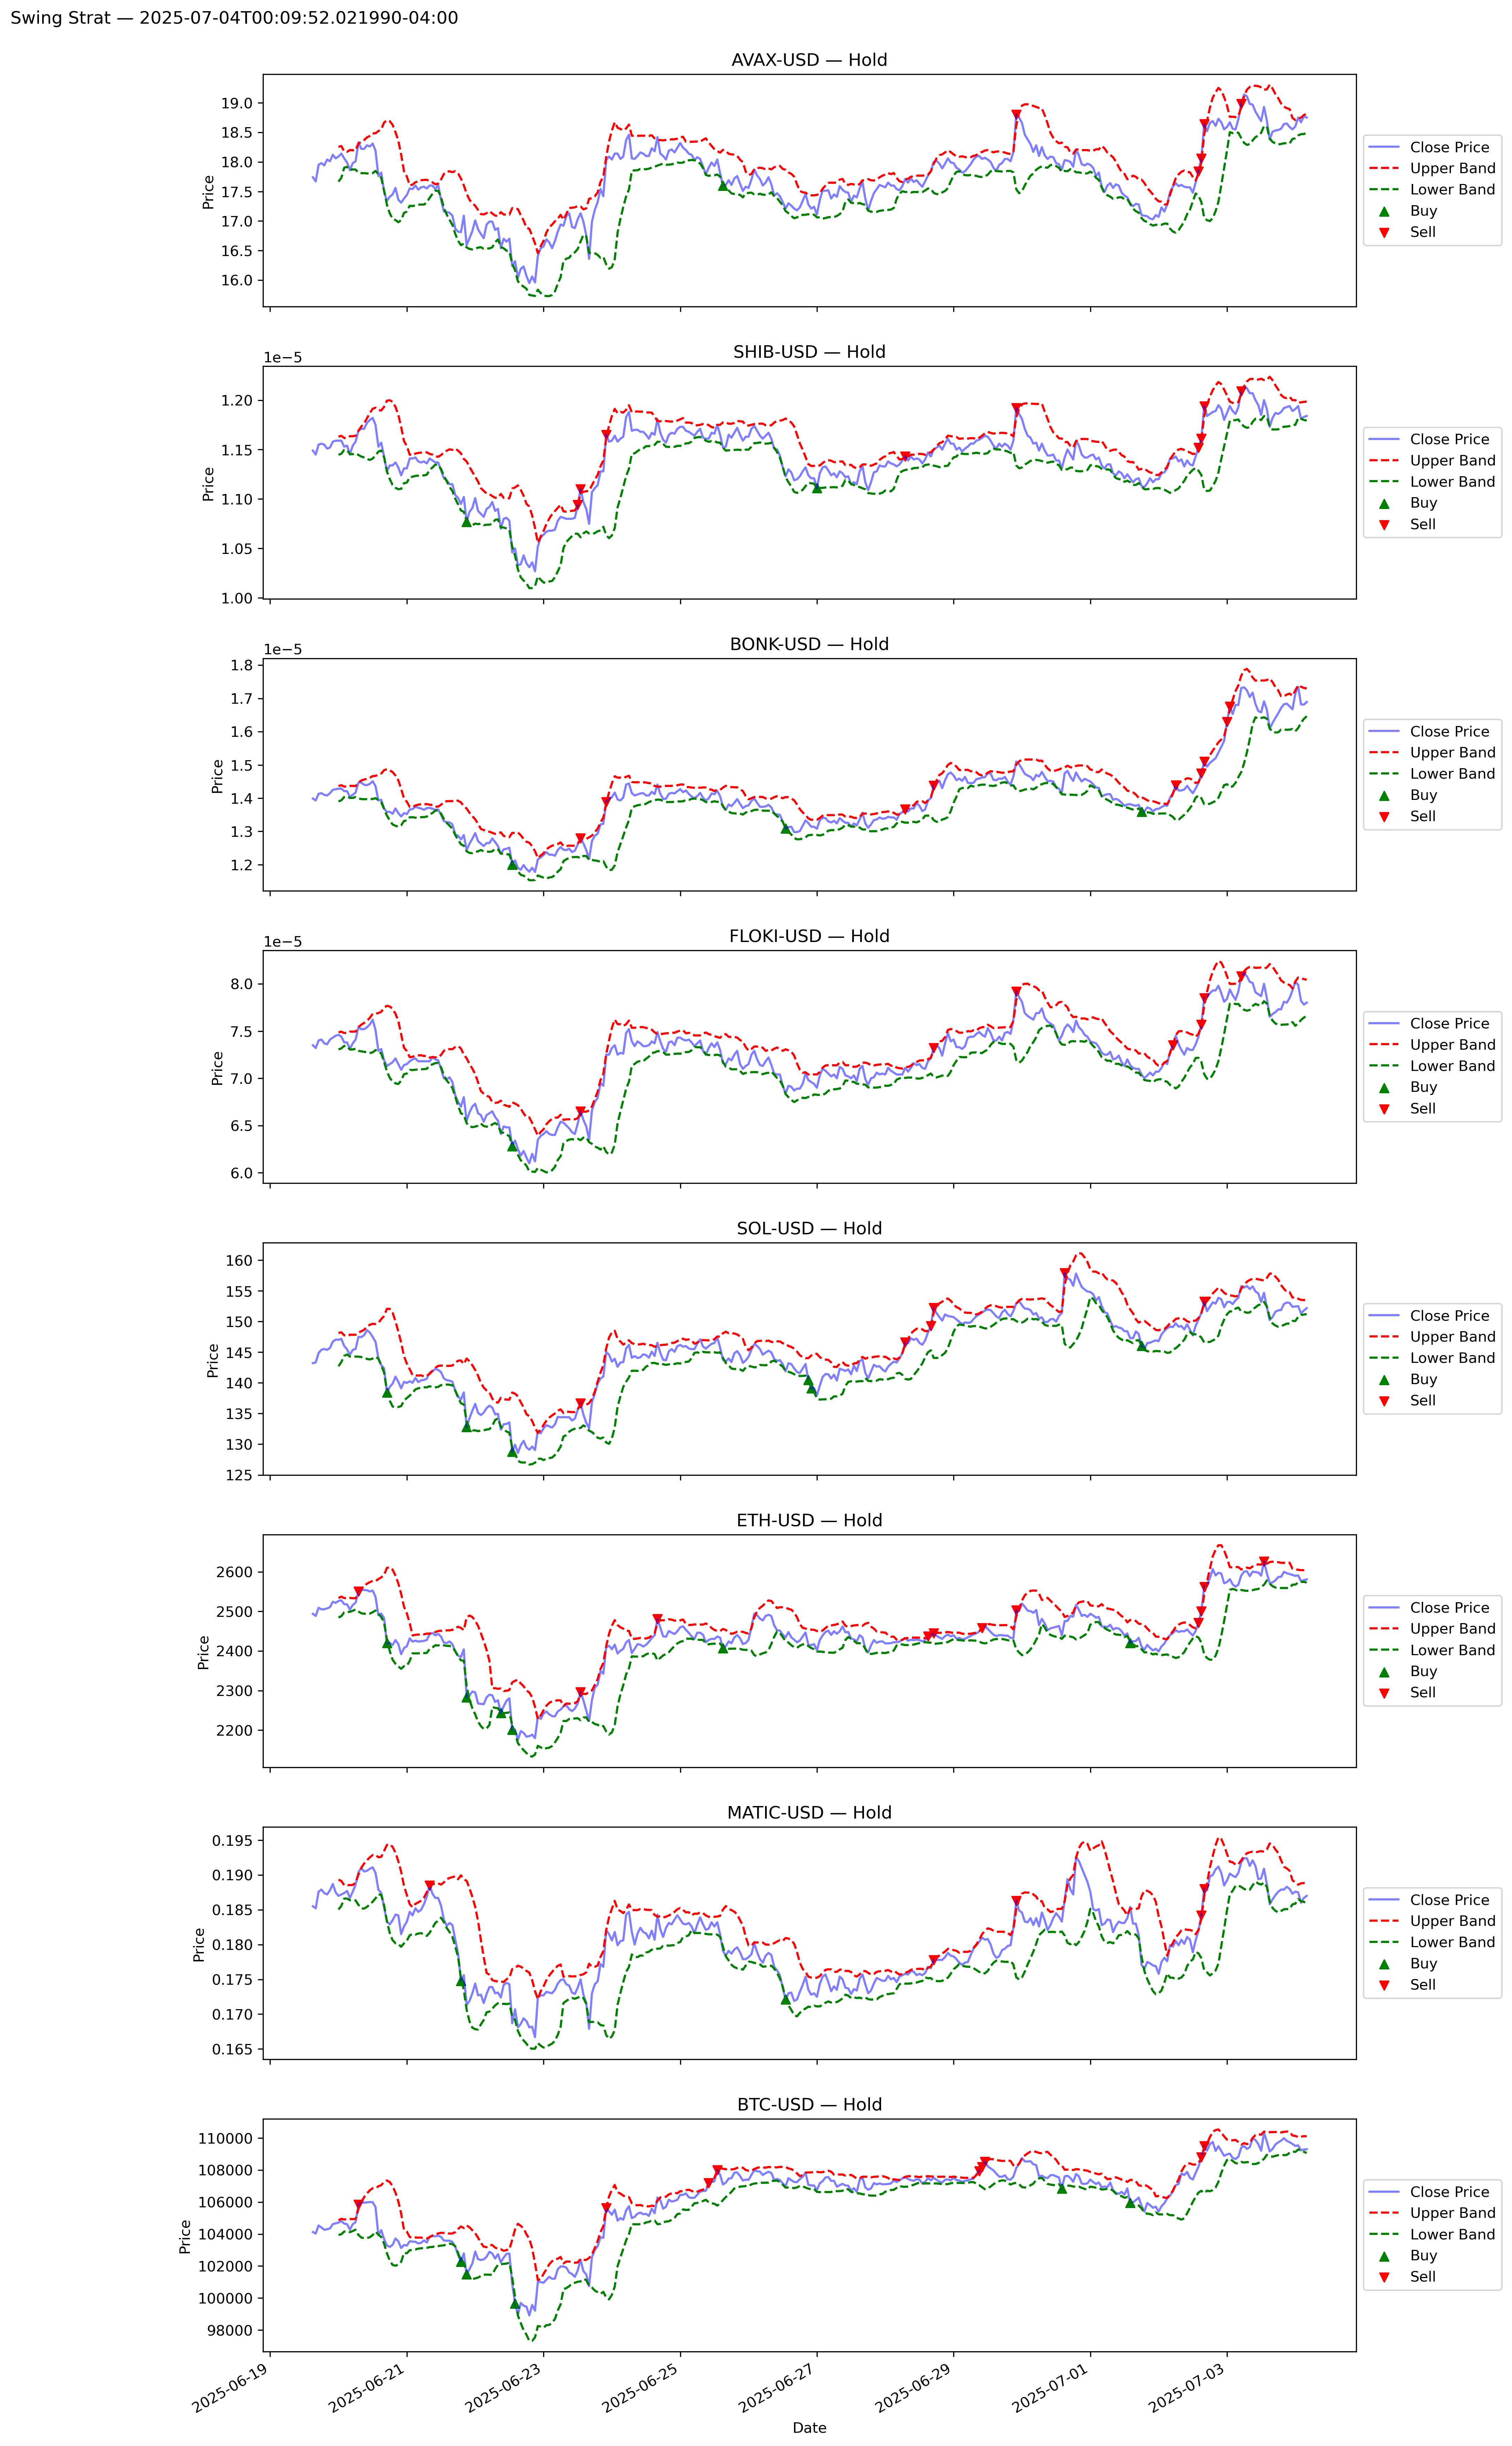 Swing Strat — 2025-07-04T00:09:52.021990-04:00
AVAX-USD — Hold
Price
19.0
18.5
18.0
17.5
17.0
16.5
16.0
Close Price
Upper Band
Lower Band
Buy
Sell
SHIB-USD — Hold
1e−5
Price
1.20
1.15
1.10
1.05
1.00
Close Price
Upper Band
Lower Band
Buy
Sell
BONK-USD — Hold
1e−5
Price
1.8
1.7
1.6
1.5
1.4
1.3
1.2
Close Price
Upper Band
Lower Band
Buy
Sell
FLOKI-USD — Hold
1e−5
Price
8.0
7.5
7.0
6.5
6.0
Close Price
Upper Band
Lower Band
Buy
Sell
SOL-USD — Hold
Price
160
155
150
145
140
135
130
125
Close Price
Upper Band
Lower Band
Buy
Sell
ETH-USD — Hold
Price
2600
2500
2400
2300
2200
Close Price
Upper Band
Lower Band
Buy
Sell
MATIC-USD — Hold
Price
0.195
0.190
0.185
0.180
0.175
0.170
0.165
Close Price
Upper Band
Lower Band
Buy
Sell
BTC-USD — Hold
Price
110000
108000
106000
104000
102000
100000
98000
Close Price
Upper Band
Lower Band
Buy
Sell
2025-06-19
2025-06-21
2025-06-23
2025-06-25
2025-06-27
2025-06-29
2025-07-01
2025-07-03
Date